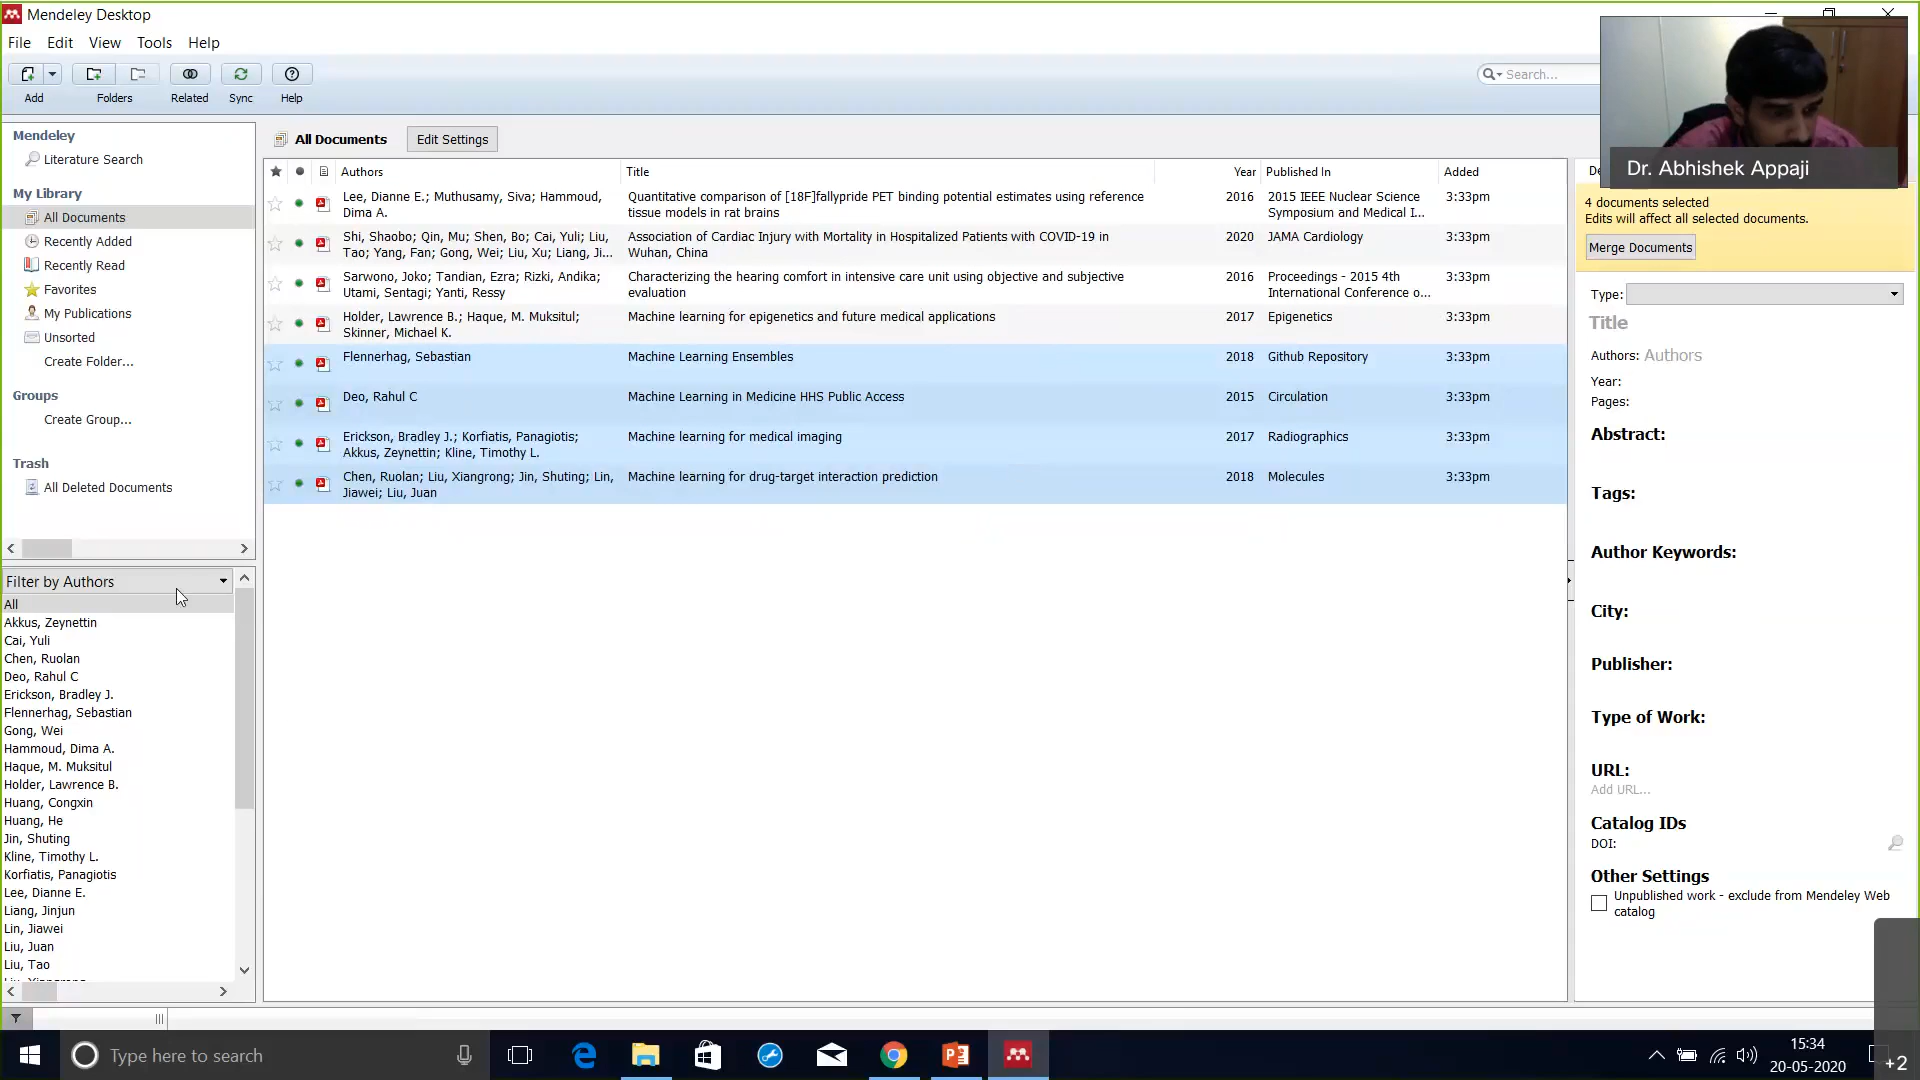 Mendeley Desktop
File Edit View Tools Help
Add Folders Related Sync Help
Search...
Dr. Abhishek Appaji
Mendeley
Literature Search
My Library
All Documents
Recently Added
Recently Read
Favorites
My Publications
Unsorted
Create Folder...
Groups
Create Group...
Trash
All Deleted Documents
Filter by Authors
All
Akkus, Zeynettin
Cai, Yuli
Chen, Ruolan
Deo, Rahul C
Erickson, Bradley J.
Flennerhag, Sebastian
Gong, Wei
Hammoud, Dima A.
Haque, M. Muksitul
Holder, Lawrence B.
Huang, Congxin
Huang, He
Jin, Shuting
Kline, Timothy L.
Korfiatis, Panagiotis
Lee, Dianne E.
Liang, Jinjun
Lin, Jiawei
Liu, Juan
Liu, Tao
All Documents Edit Settings
Authors Title Year Published In Added
Lee, Dianne E.; Muthusamy, Siva; Hammoud, Quantitative comparison of [18F]fallypride PET binding potential estimates using reference 2016 2015 IEEE Nuclear Science 3:33pm
Dima A. tissue models in rat brains Symposium and Medical I...
Shi, Shaobo; Qin, Mu; Shen, Bo; Cai, Yuli; Liu, Association of Cardiac Injury with Mortality in Hospitalized Patients with COVID-19 in 2020 JAMA Cardiology 3:33pm
Tao; Yang, Fan; Gong, Wei; Liu, Xu; Liang, Ji... Wuhan, China
Sarwono, Joko; Tandian, Ezra; Rizki, Andika; Characterizing the hearing comfort in intensive care unit using objective and subjective 2016 Proceedings - 2015 4th 3:33pm
Utami, Sentagi; Yanti, Ressy evaluation International Conference o...
Holder, Lawrence B.; Haque, M. Muksitul; Machine learning for epigenetics and future medical applications 2017 Epigenetics 3:33pm
Skinner, Michael K.
Flennerhag, Sebastian Machine Learning Ensembles 2018 Github Repository 3:33pm
Deo, Rahul C Machine Learning in Medicine HHS Public Access 2015 Circulation 3:33pm
Erickson, Bradley J.; Korfiatis, Panagiotis; Machine learning for medical imaging 2017 Radiographics 3:33pm
Akkus, Zeynettin; Kline, Timothy L.
Chen, Ruolan; Liu, Xiangrong; Jin, Shuting; Lin, Machine learning for drug-target interaction prediction 2018 Molecules 3:33pm
Jiawei; Liu, Juan
4 documents selected
Edits will affect all selected documents.
Merge Documents
Type:
Title
Authors: Authors
Year:
Pages:
Abstract:
Tags:
Author Keywords:
City:
Publisher:
Type of Work:
URL:
Add URL...
Catalog IDs
DOI:
Other Settings
Unpublished work - exclude from Mendeley Web
catalog
Type here to search
15:34
20-05-2020
+2